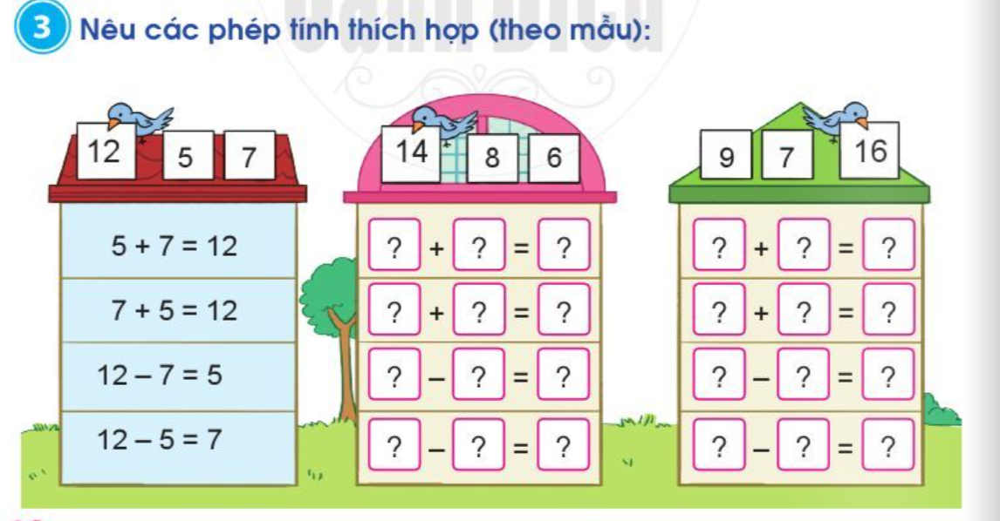 3 Nêu các phép tính thích hợp (theo mẫu):
12 5 7
5 + 7 = 12
7 + 5 = 12
12 – 7 = 5
12 – 5 = 7
14 8 6
? + ? = ?
? + ? = ?
? – ? = ?
? – ? = ?
9 7 16
? + ? = ?
? + ? = ?
? – ? = ?
? – ? = ?